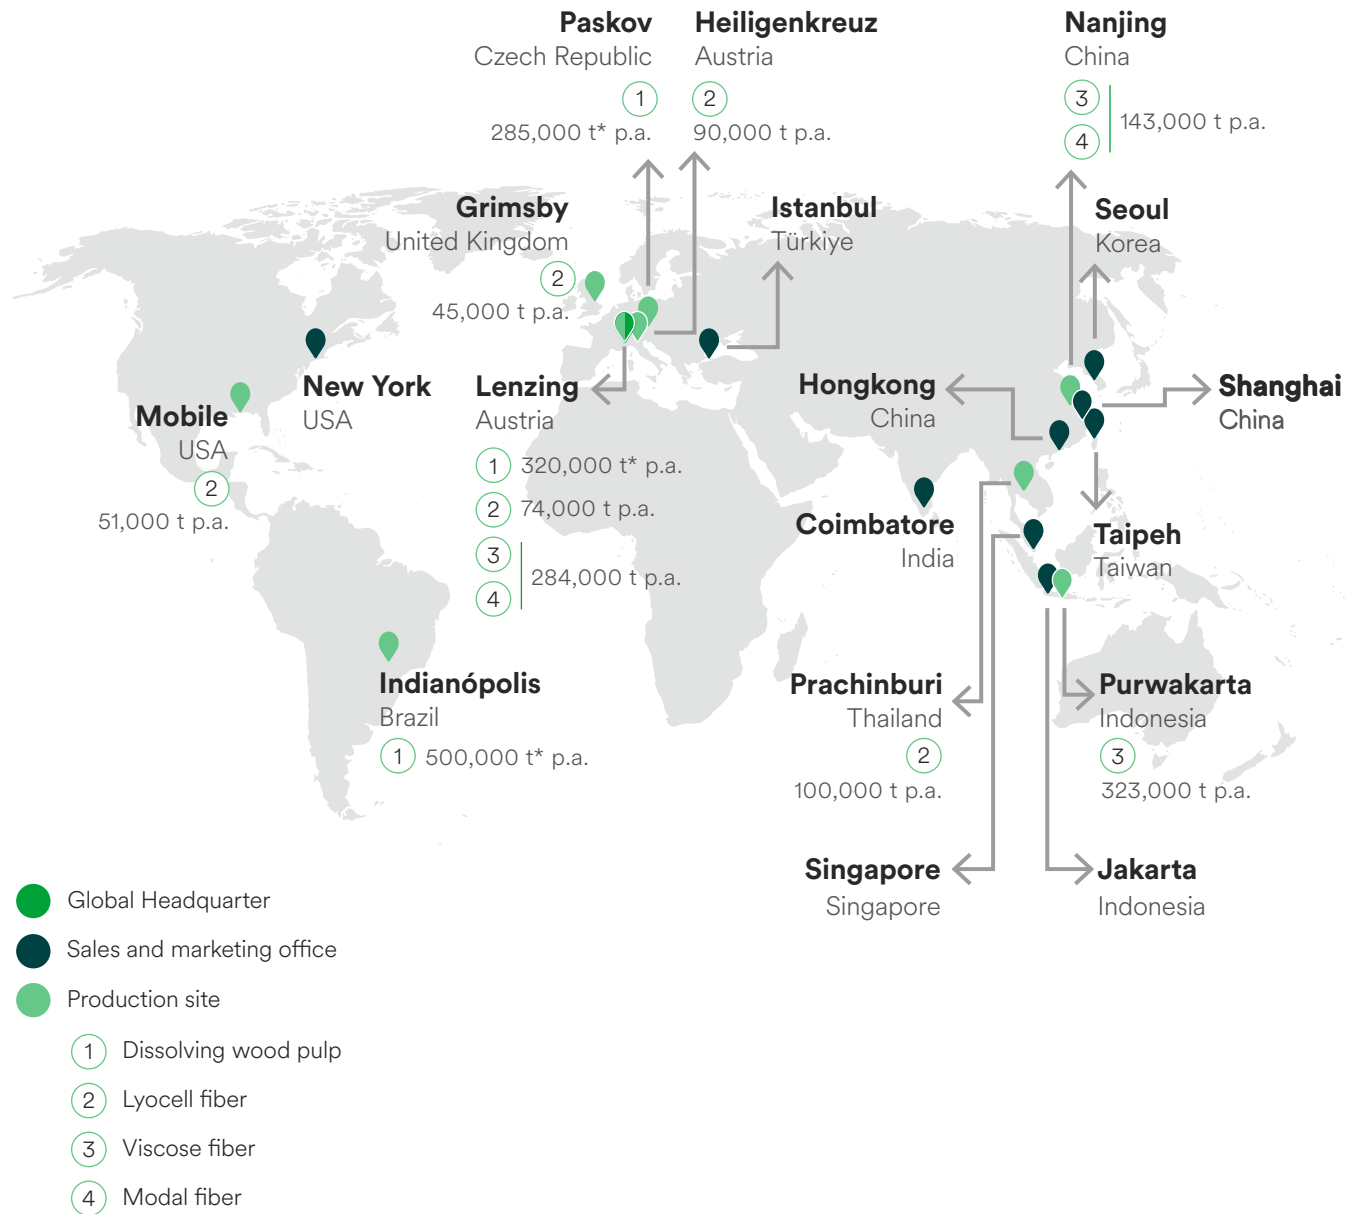 Paskov
Czech Republic
1
285,000 t* p.a.
Heiligenkreuz
Austria
2
90,000 t p.a.
Nanjing
China
3
4
143,000 t p.a.
Grimsby
United Kingdom
2
45,000 t p.a.
Istanbul
Türkiye
Seoul
Korea
New York
USA
Mobile
USA
2
51,000 t p.a.
Lenzing
Austria
1 320,000 t* p.a.
2 74,000 t p.a.
3
4
284,000 t p.a.
Hongkong
China
Shanghai
China
Coimbatore
India
Taipeh
Taiwan
Indianópolis
Brazil
1 500,000 t* p.a.
Prachinburi
Thailand
2
100,000 t p.a.
Purwakarta
Indonesia
3
323,000 t p.a.
Singapore
Singapore
Jakarta
Indonesia
Global Headquarter
Sales and marketing office
Production site
1 Dissolving wood pulp
2 Lyocell fiber
3 Viscose fiber
4 Modal fiber